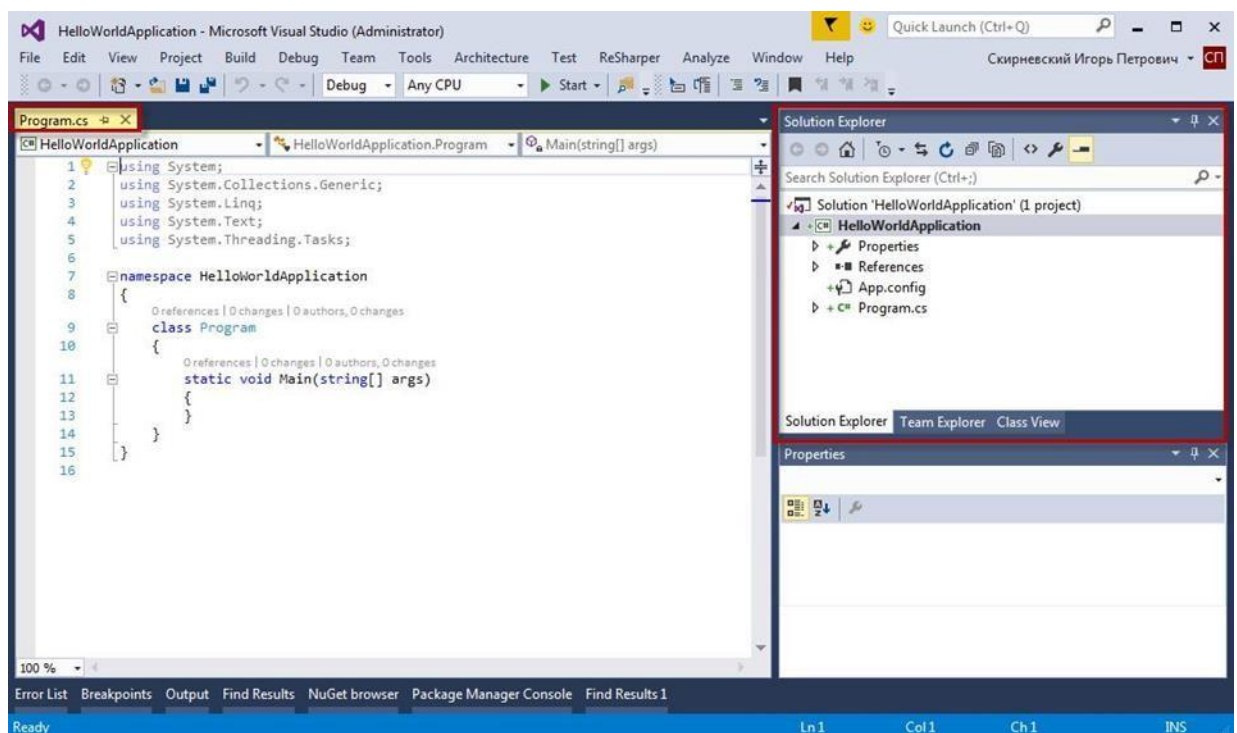 HelloWorldApplication - Microsoft Visual Studio (Administrator)
Quick Launch (Ctrl+Q)
File Edit View Project Build Debug Team Tools Architecture Test ReSharper Analyze Window Help
Скирневский Игорь Петрович СП
Debug Any CPU Start
Program.cs
HelloWorldApplication HelloWorldApplication.Program Main(string[] args)
1 using System;
2 using System.Collections.Generic;
3 using System.Linq;
4 using System.Text;
5 using System.Threading.Tasks;
6
7 namespace HelloWorldApplication
8 {
0 references | 0 changes | 0 authors, 0 changes
9 class Program
10 {
0 references | 0 changes | 0 authors, 0 changes
11 static void Main(string[] args)
12 {
13 }
14 }
15 }
16
100 %
Solution Explorer
Search Solution Explorer (Ctrl+;)
Solution 'HelloWorldApplication' (1 project)
C# HelloWorldApplication
Properties
References
App.config
C# Program.cs
Solution Explorer Team Explorer Class View
Properties
Error List Breakpoints Output Find Results NuGet browser Package Manager Console Find Results 1
Ready Ln 1 Col 1 Ch 1 INS